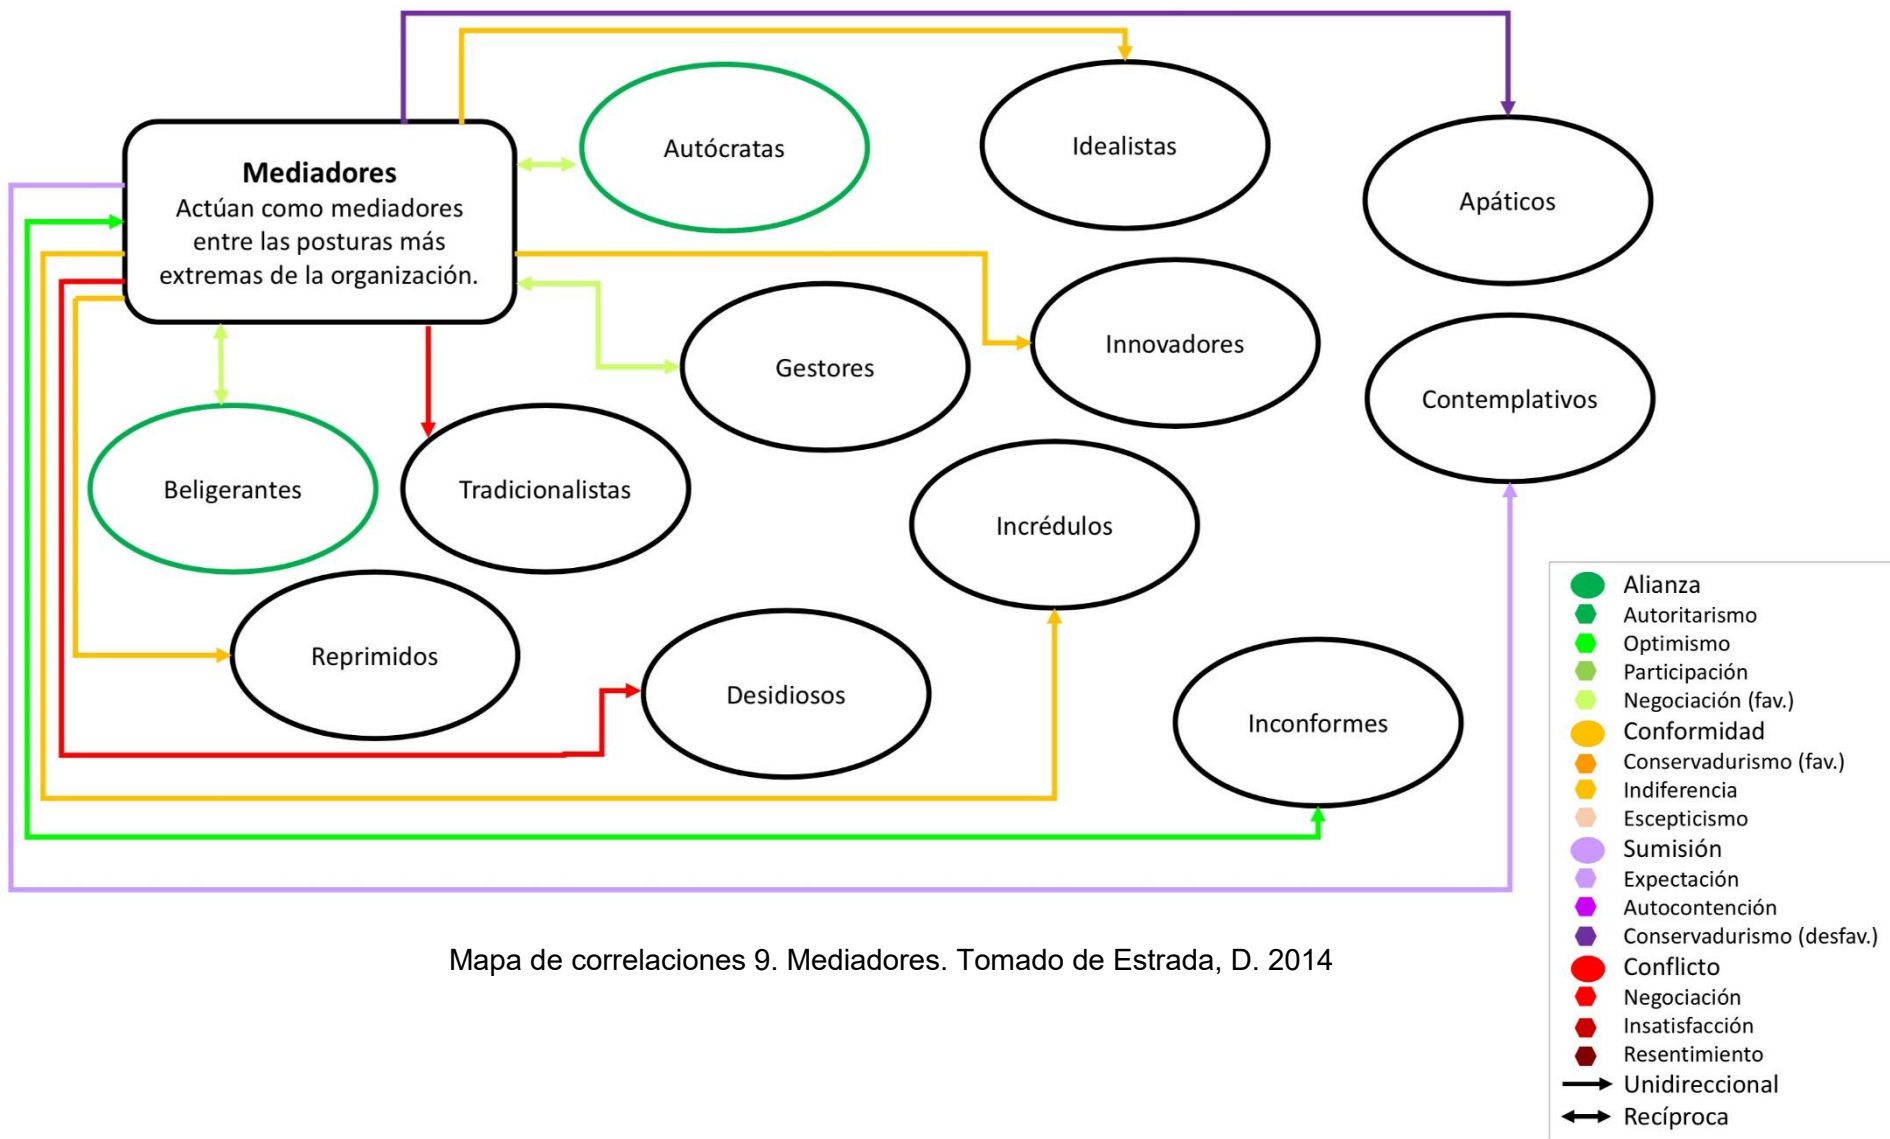 Mediadores
Actúan como mediadores
entre las posturas más
extremas de la organización.
Autócratas
Idealistas
Apáticos
Gestores
Innovadores
Contemplativos
Beligerantes
Tradicionalistas
Incrédulos
Reprimidos
Desidiosos
Inconformes
Alianza
Autoritarismo
Optimismo
Participación
Negociación (fav.)
Conformidad
Conservadurismo (fav.)
Indiferencia
Escepticismo
Sumisión
Expectación
Autocontención
Conservadurismo (desfav.)
Conflicto
Negociación
Insatisfacción
Resentimiento
Unidireccional
Recíproca
Mapa de correlaciones 9. Mediadores. Tomado de Estrada, D. 2014